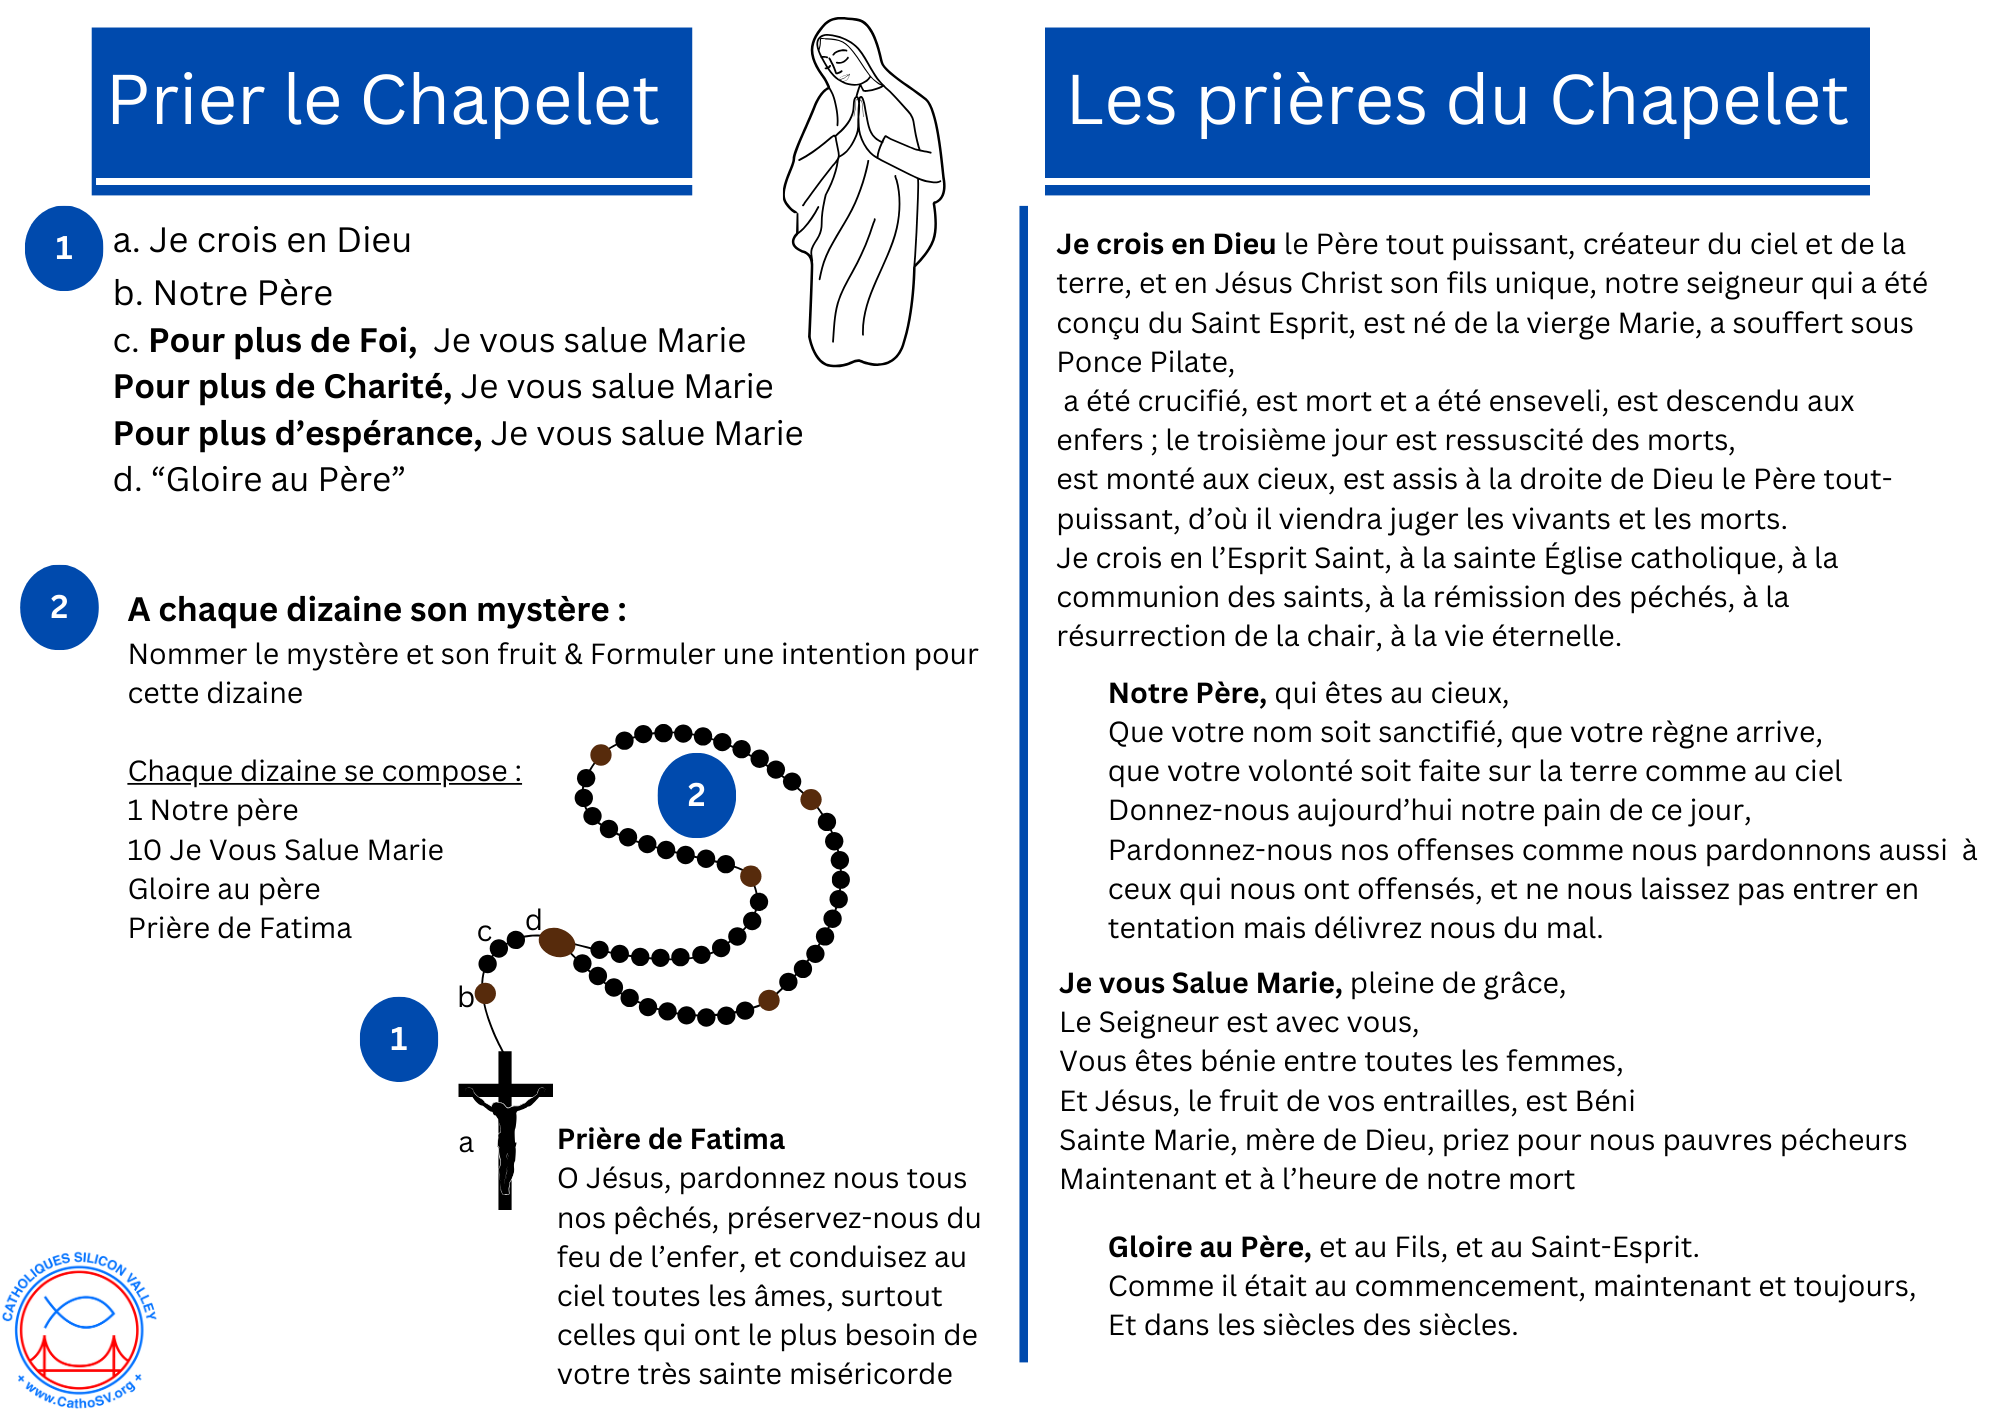 Prier le Chapelet
1
a. Je crois en Dieu
b. Notre Père
c. Pour plus de Foi, Je vous salue Marie
Pour plus de Charité, Je vous salue Marie
Pour plus d’espérance, Je vous salue Marie
d. “Gloire au Père”
2
A chaque dizaine son mystère :
Nommer le mystère et son fruit & Formuler une intention pour
cette dizaine
Chaque dizaine se compose :
1 Notre père
10 Je Vous Salue Marie
Gloire au père
Prière de Fatima
2
d
c
b
1
a
Prière de Fatima
O Jésus, pardonnez nous tous
nos pêchés, préservez-nous du
feu de l’enfer, et conduisez au
ciel toutes les âmes, surtout
celles qui ont le plus besoin de
votre très sainte miséricorde
CATHOLIQUES SILICON VALLEY
+ www.CathoSV.org +
Les prières du Chapelet
Je crois en Dieu le Père tout puissant, créateur du ciel et de la
terre, et en Jésus Christ son fils unique, notre seigneur qui a été
conçu du Saint Esprit, est né de la vierge Marie, a souffert sous
Ponce Pilate,
a été crucifié, est mort et a été enseveli, est descendu aux
enfers ; le troisième jour est ressuscité des morts,
est monté aux cieux, est assis à la droite de Dieu le Père tout-
puissant, d’où il viendra juger les vivants et les morts.
Je crois en l’Esprit Saint, à la sainte Église catholique, à la
communion des saints, à la rémission des péchés, à la
résurrection de la chair, à la vie éternelle.
Notre Père, qui êtes au cieux,
Que votre nom soit sanctifié, que votre règne arrive,
que votre volonté soit faite sur la terre comme au ciel
Donnez-nous aujourd’hui notre pain de ce jour,
Pardonnez-nous nos offenses comme nous pardonnons aussi à
ceux qui nous ont offensés, et ne nous laissez pas entrer en
tentation mais délivrez nous du mal.
Je vous Salue Marie, pleine de grâce,
Le Seigneur est avec vous,
Vous êtes bénie entre toutes les femmes,
Et Jésus, le fruit de vos entrailles, est Béni
Sainte Marie, mère de Dieu, priez pour nous pauvres pécheurs
Maintenant et à l’heure de notre mort
Gloire au Père, et au Fils, et au Saint-Esprit.
Comme il était au commencement, maintenant et toujours,
Et dans les siècles des siècles.